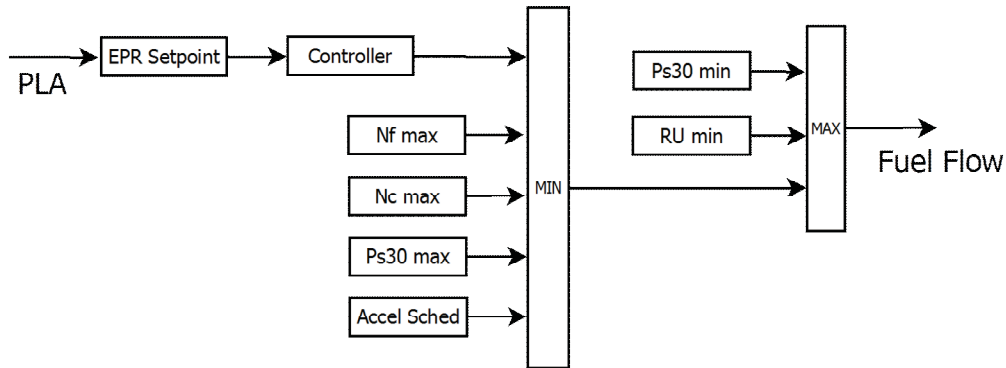 PLA
EPR Setpoint
Controller
Nf max
Nc max
Ps30 max
Accel Sched
MIN
Ps30 min
RU min
MAX
Fuel Flow